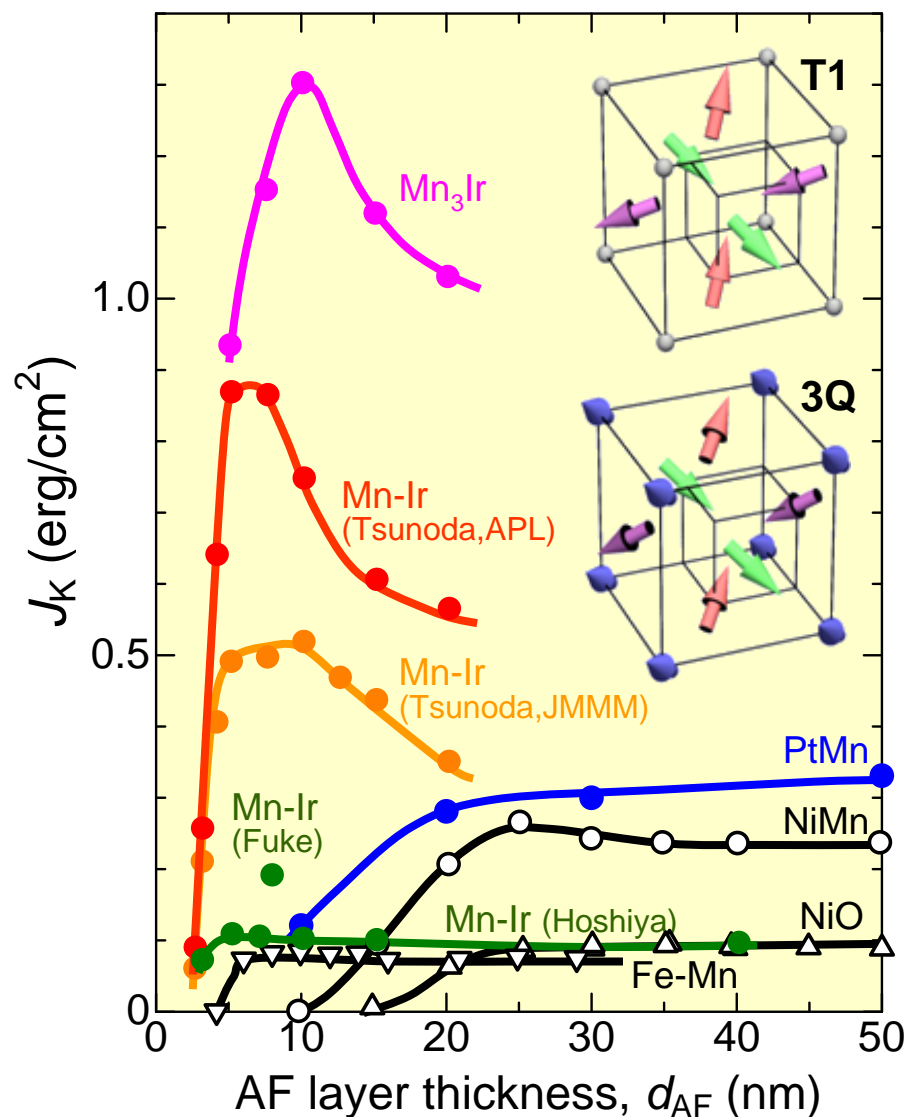 T1
Mn₃Ir
1.0
3Q
Mn-Ir
(Tsunoda,APL)
J_K (erg/cm²)
0.5
Mn-Ir
(Tsunoda,JMMM)
PtMn
Mn-Ir
(Fuke)
NiMn
Mn-Ir (Hoshiya)
NiO
Fe-Mn
0
0 10 20 30 40 50
AF layer thickness, d_AF (nm)